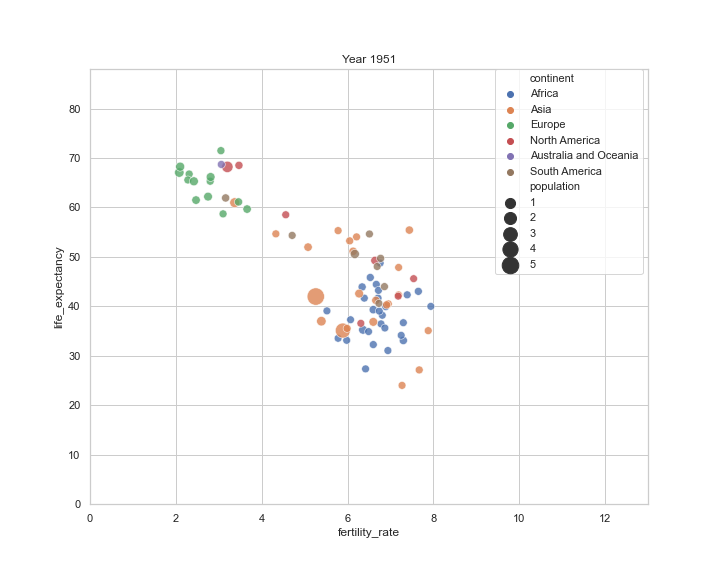 Year 1951
continent
Africa
Asia
Europe
North America
Australia and Oceania
South America
population
1
2
3
4
5
80
70
60
50
40
30
20
10
0
life_expectancy
0 2 4 6 8 10 12
fertility_rate